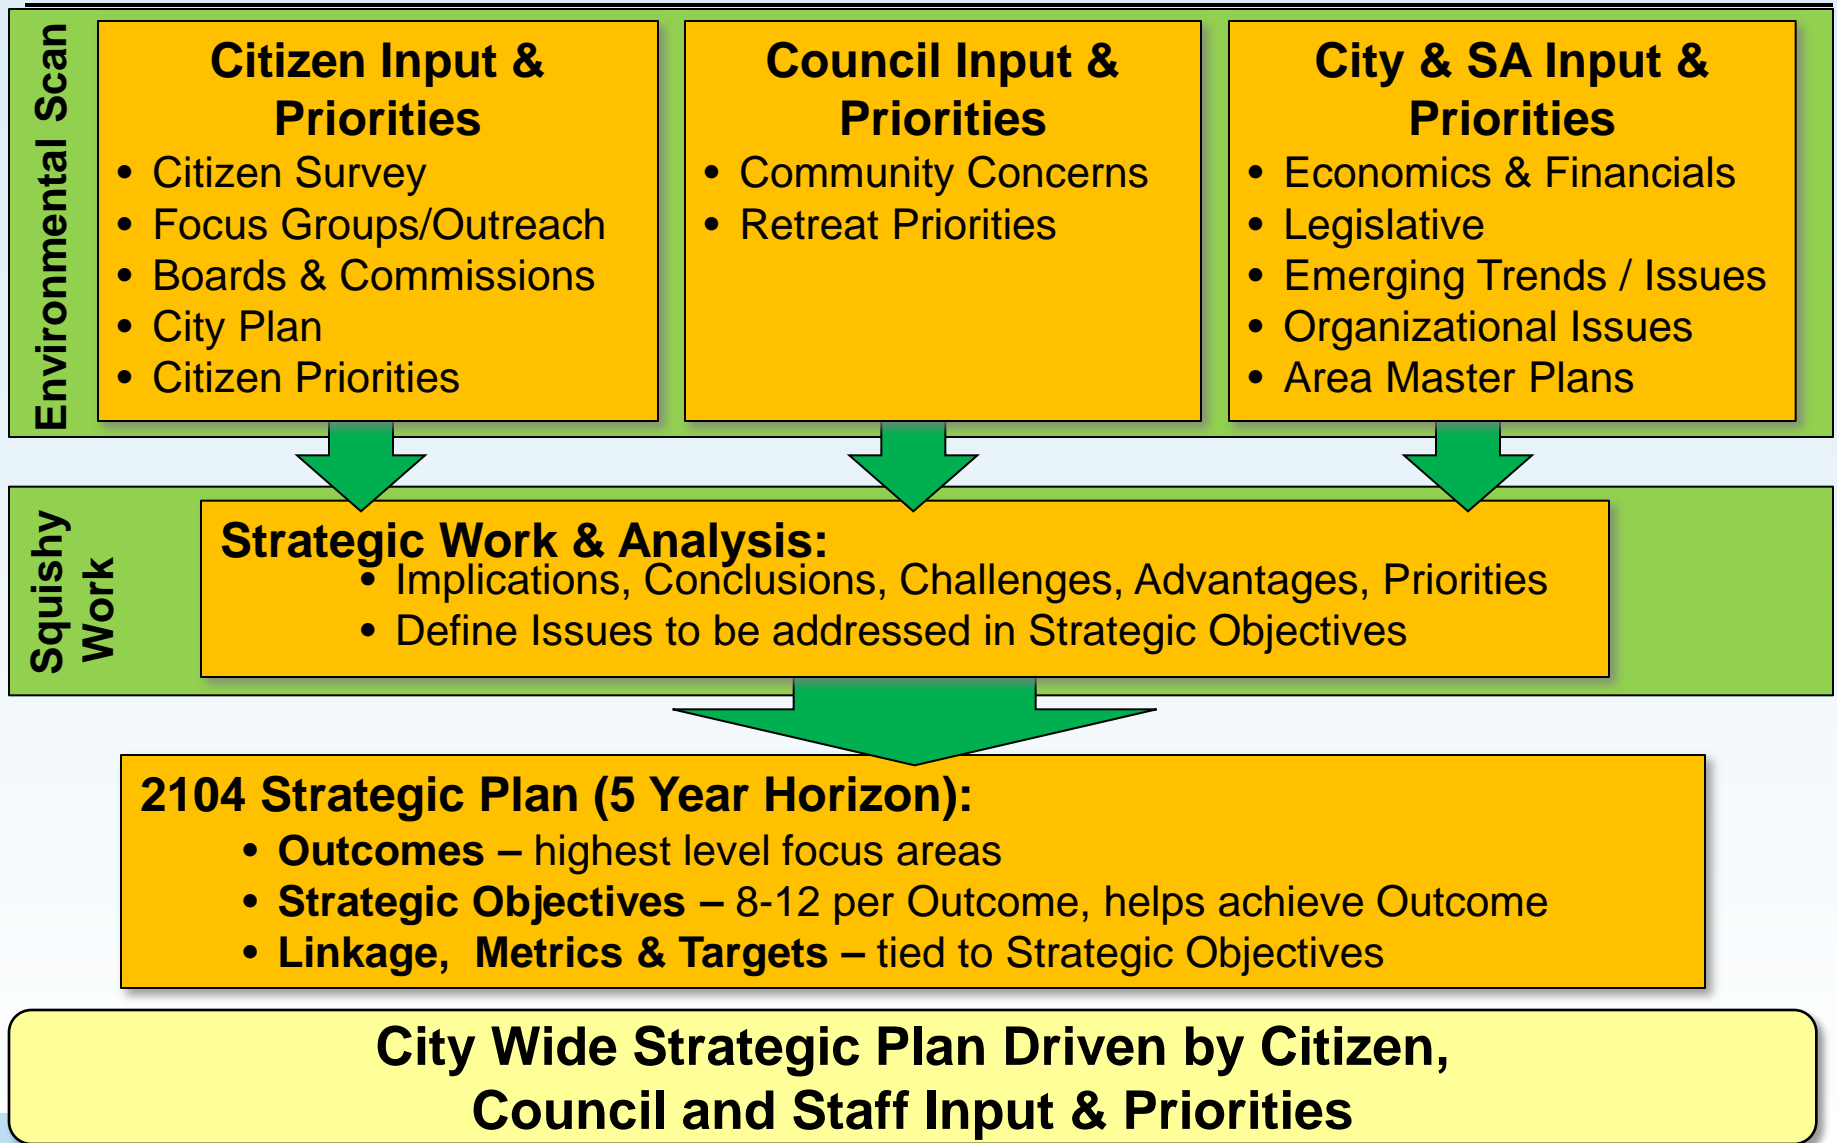 Environmental Scan
Citizen Input &
Priorities
• Citizen Survey
• Focus Groups/Outreach
• Boards & Commissions
• City Plan
• Citizen Priorities
Council Input &
Priorities
• Community Concerns
• Retreat Priorities
City & SA Input &
Priorities
• Economics & Financials
• Legislative
• Emerging Trends / Issues
• Organizational Issues
• Area Master Plans
Squishy
Work
Strategic Work & Analysis:
• Implications, Conclusions, Challenges, Advantages, Priorities
• Define Issues to be addressed in Strategic Objectives
2104 Strategic Plan (5 Year Horizon):
• Outcomes – highest level focus areas
• Strategic Objectives – 8-12 per Outcome, helps achieve Outcome
• Linkage, Metrics & Targets – tied to Strategic Objectives
City Wide Strategic Plan Driven by Citizen,
Council and Staff Input & Priorities